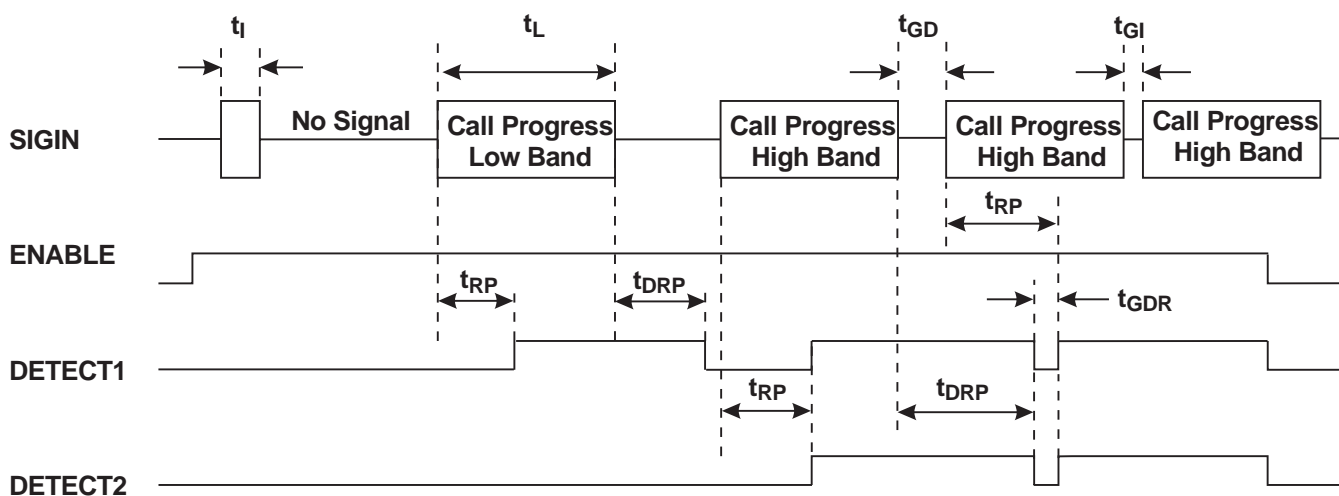 tI
tL
tGD
tGI
SIGIN
No Signal
Call Progress
Low Band
Call Progress
High Band
Call Progress
High Band
Call Progress
High Band
tRP
ENABLE
tRP
tDRP
tGDR
DETECT1
tRP
tDRP
DETECT2